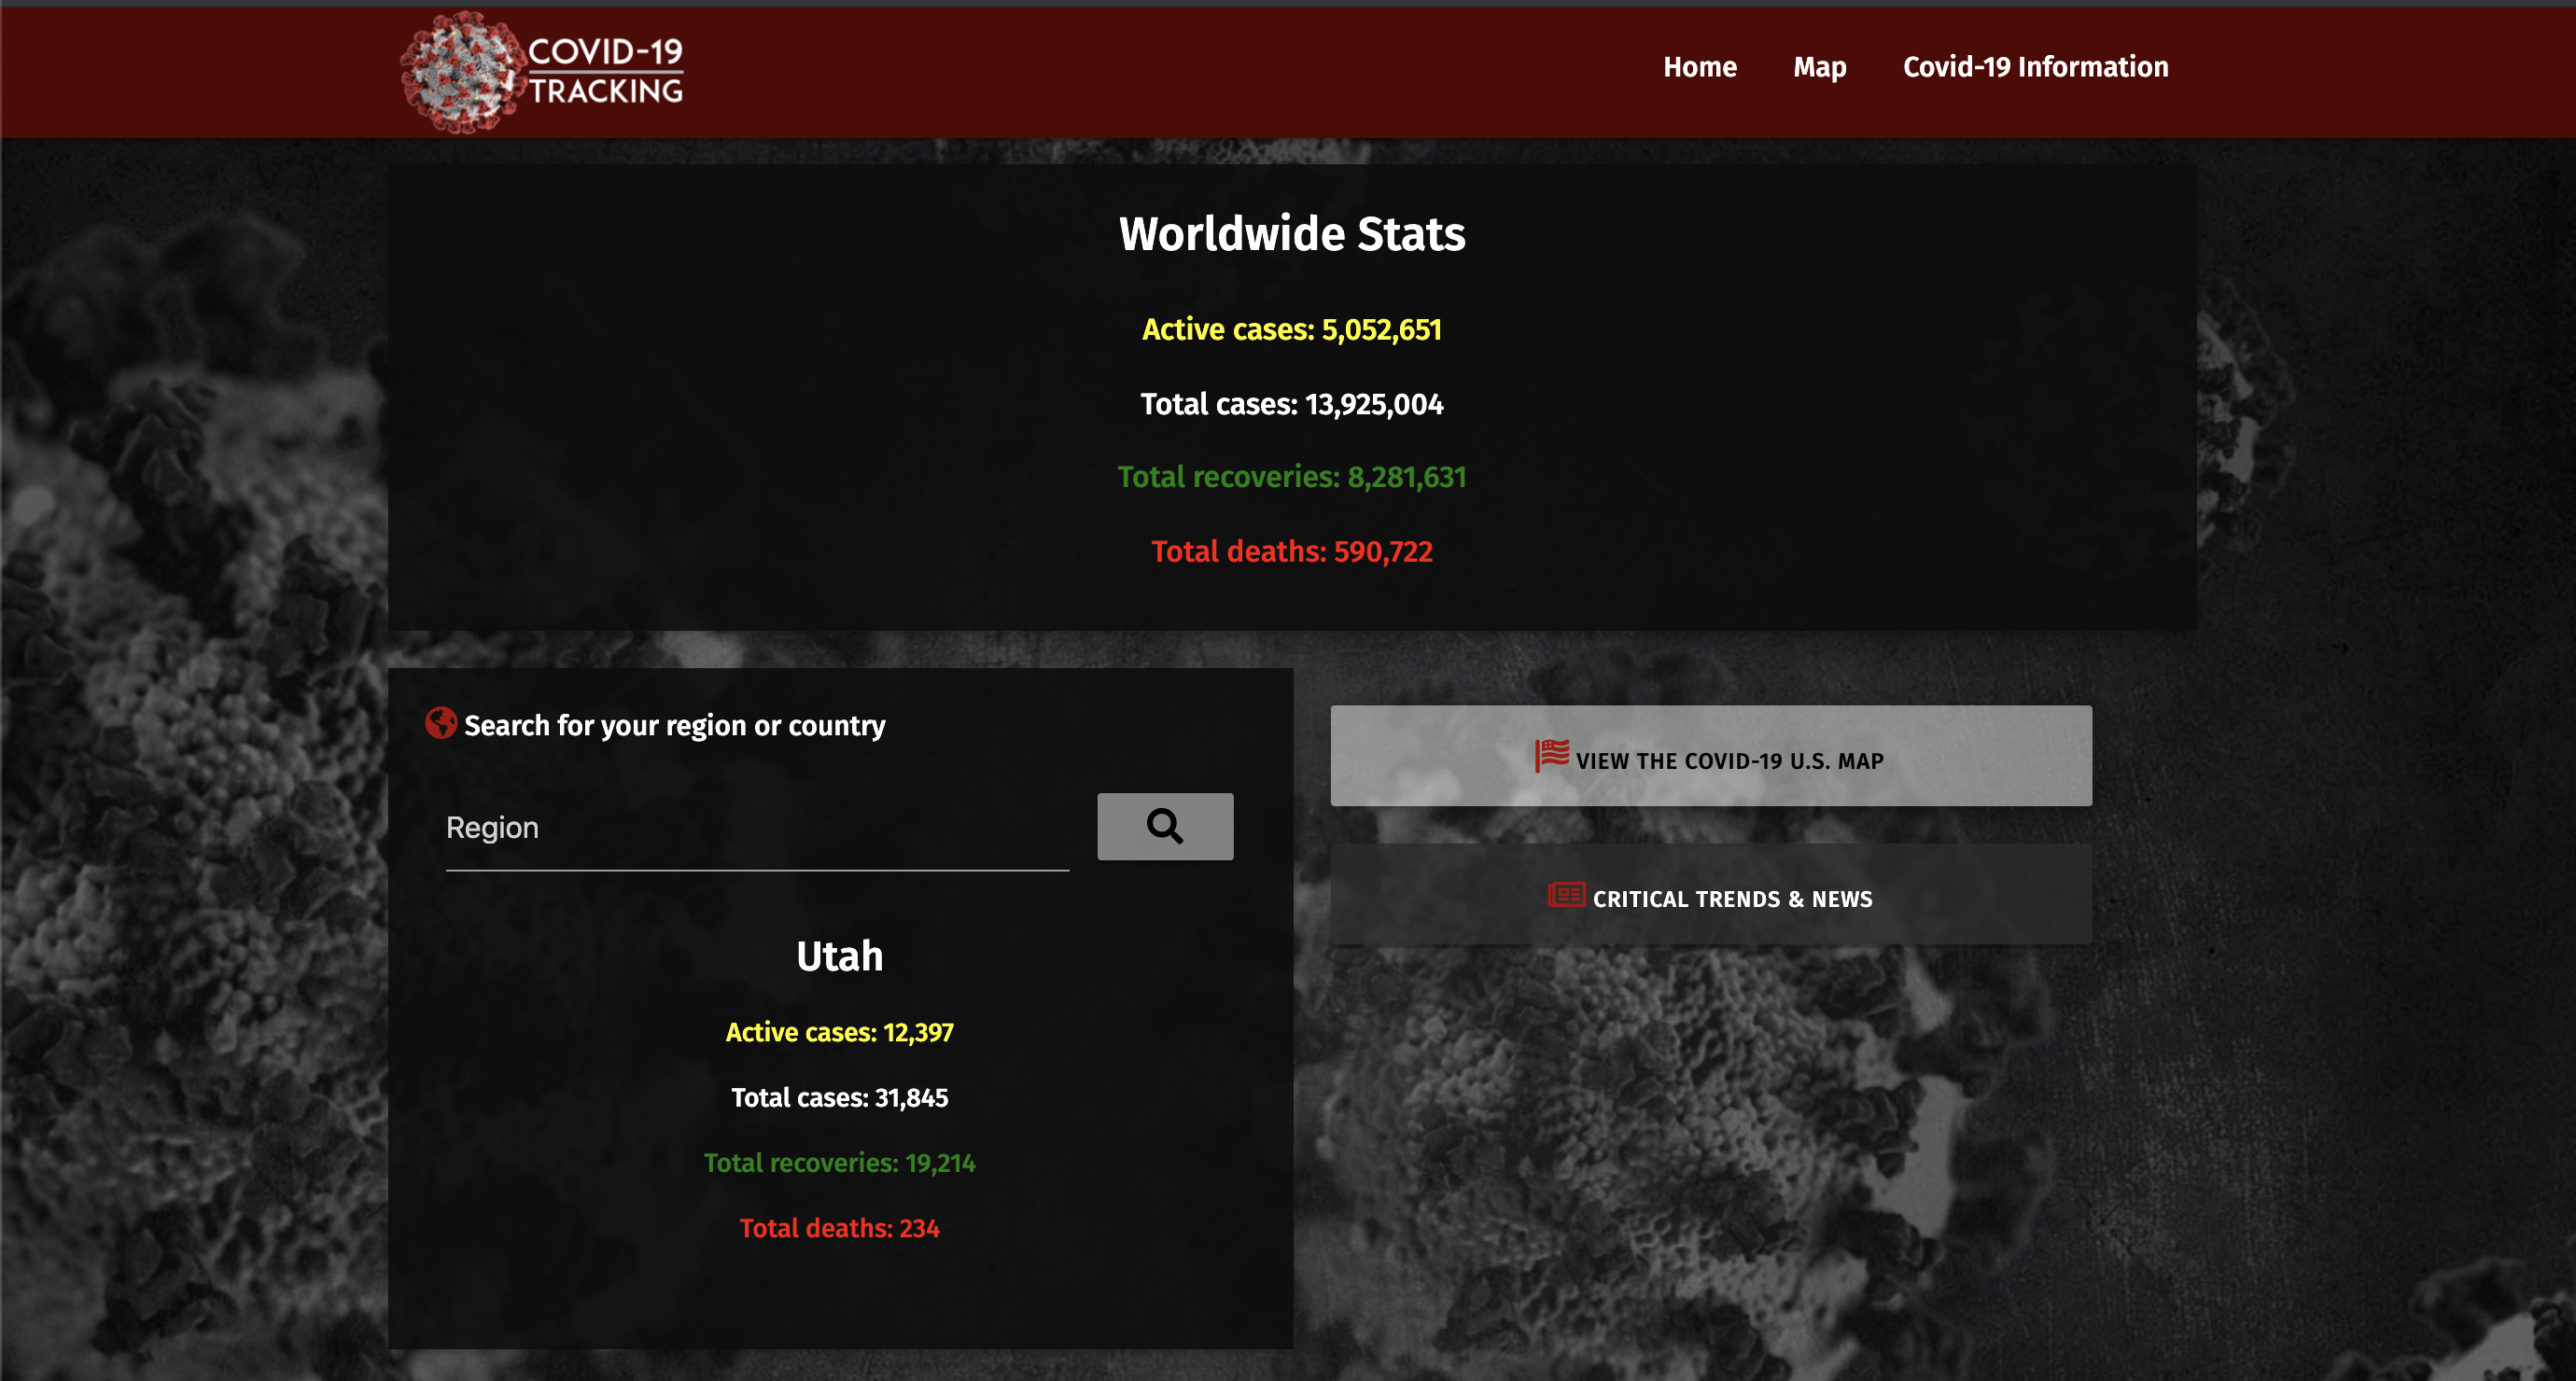 COVID-19
TRACKING
Home Map Covid-19 Information
Worldwide Stats
Active cases: 5,052,651
Total cases: 13,925,004
Total recoveries: 8,281,631
Total deaths: 590,722
Search for your region or country
Region
Utah
Active cases: 12,397
Total cases: 31,845
Total recoveries: 19,214
Total deaths: 234
VIEW THE COVID-19 U.S. MAP
CRITICAL TRENDS & NEWS